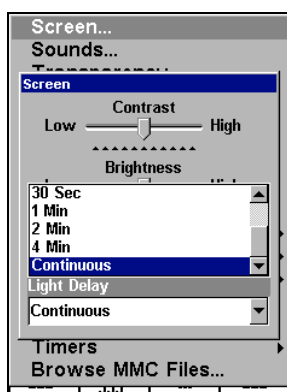 Screen...
Sounds...
Screen
Contrast
Low High
Brightness
30 Sec
1 Min
2 Min
4 Min
Continuous
Light Delay
Continuous
Timers
Browse MMC Files...